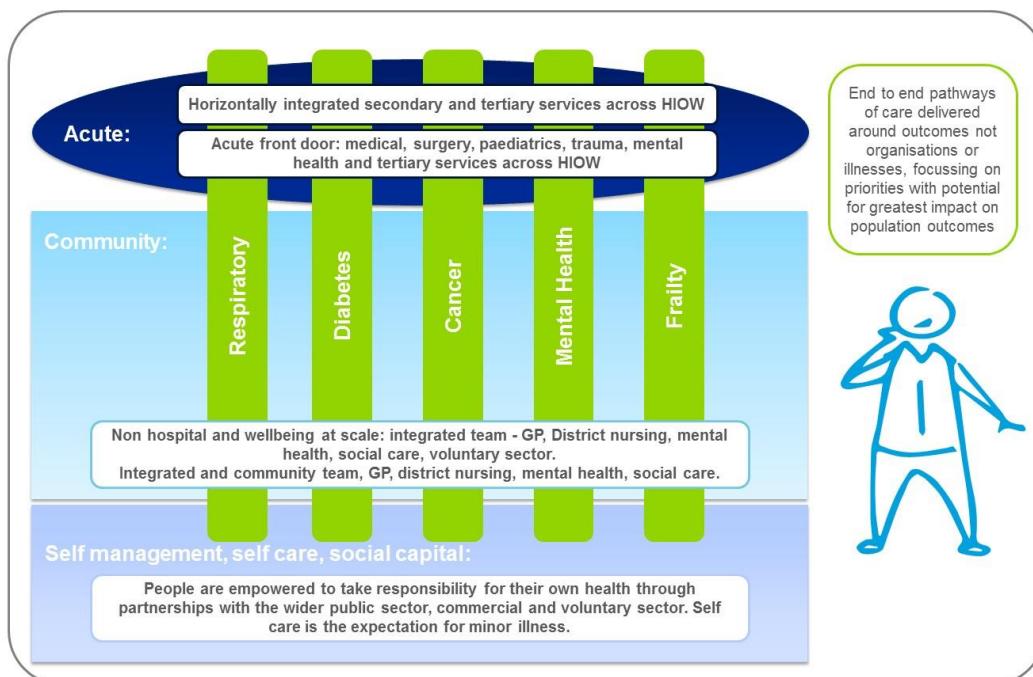 Horizontally integrated secondary and tertiary services across HIOW
Acute:
Acute front door: medical, surgery, paediatrics, trauma, mental
health and tertiary services across HIOW
End to end pathways
of care delivered
around outcomes not
organisations or
illnesses, focussing on
priorities with potential
for greatest impact on
population outcomes
Community:
Respiratory
Diabetes
Cancer
Mental Health
Frailty
Non hospital and wellbeing at scale: integrated team - GP, District nursing, mental
health, social care, voluntary sector.
Integrated and community team, GP, district nursing, mental health, social care.
Self management, self care, social capital:
People are empowered to take responsibility for their own health through
partnerships with the wider public sector, commercial and voluntary sector. Self
care is the expectation for minor illness.